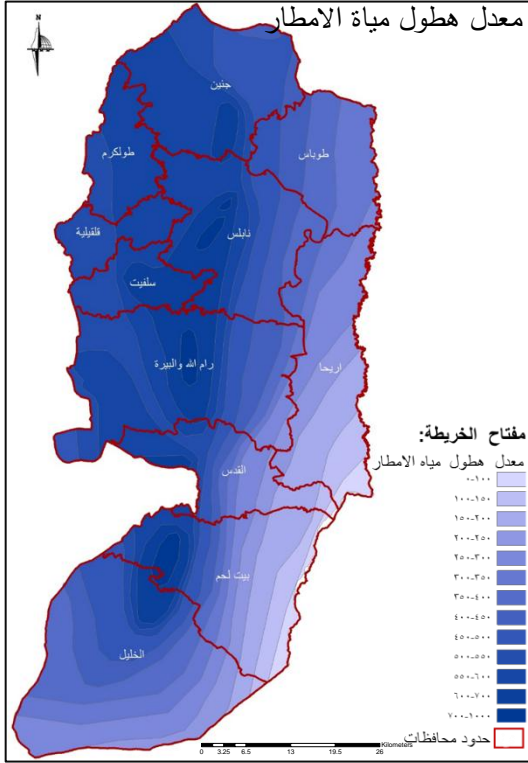 معدل هطول مياة الامطار
جنين
طوباس
طولكرم
نابلس
قلقيلية
سلفيت
رام الله والبيرة
اريحا
القدس
بيت لحم
الخليل
مفتاح الخريطة:
معدل هطول مياه الامطار
٠-١٠٠
١٠٠-١٥٠
١٥٠-٢٠٠
٢٠٠-٢٥٠
٢٥٠-٣٠٠
٣٠٠-٣٥٠
٣٥٠-٤٠٠
٤٠٠-٤٥٠
٤٥٠-٥٠٠
٥٠٠-٥٥٠
٥٥٠-٦٠٠
٦٠٠-٧٠٠
٧٠٠-١٠٠٠
حدود محافظات
0 3.25 6.5 13 19.5 26 Kilometers